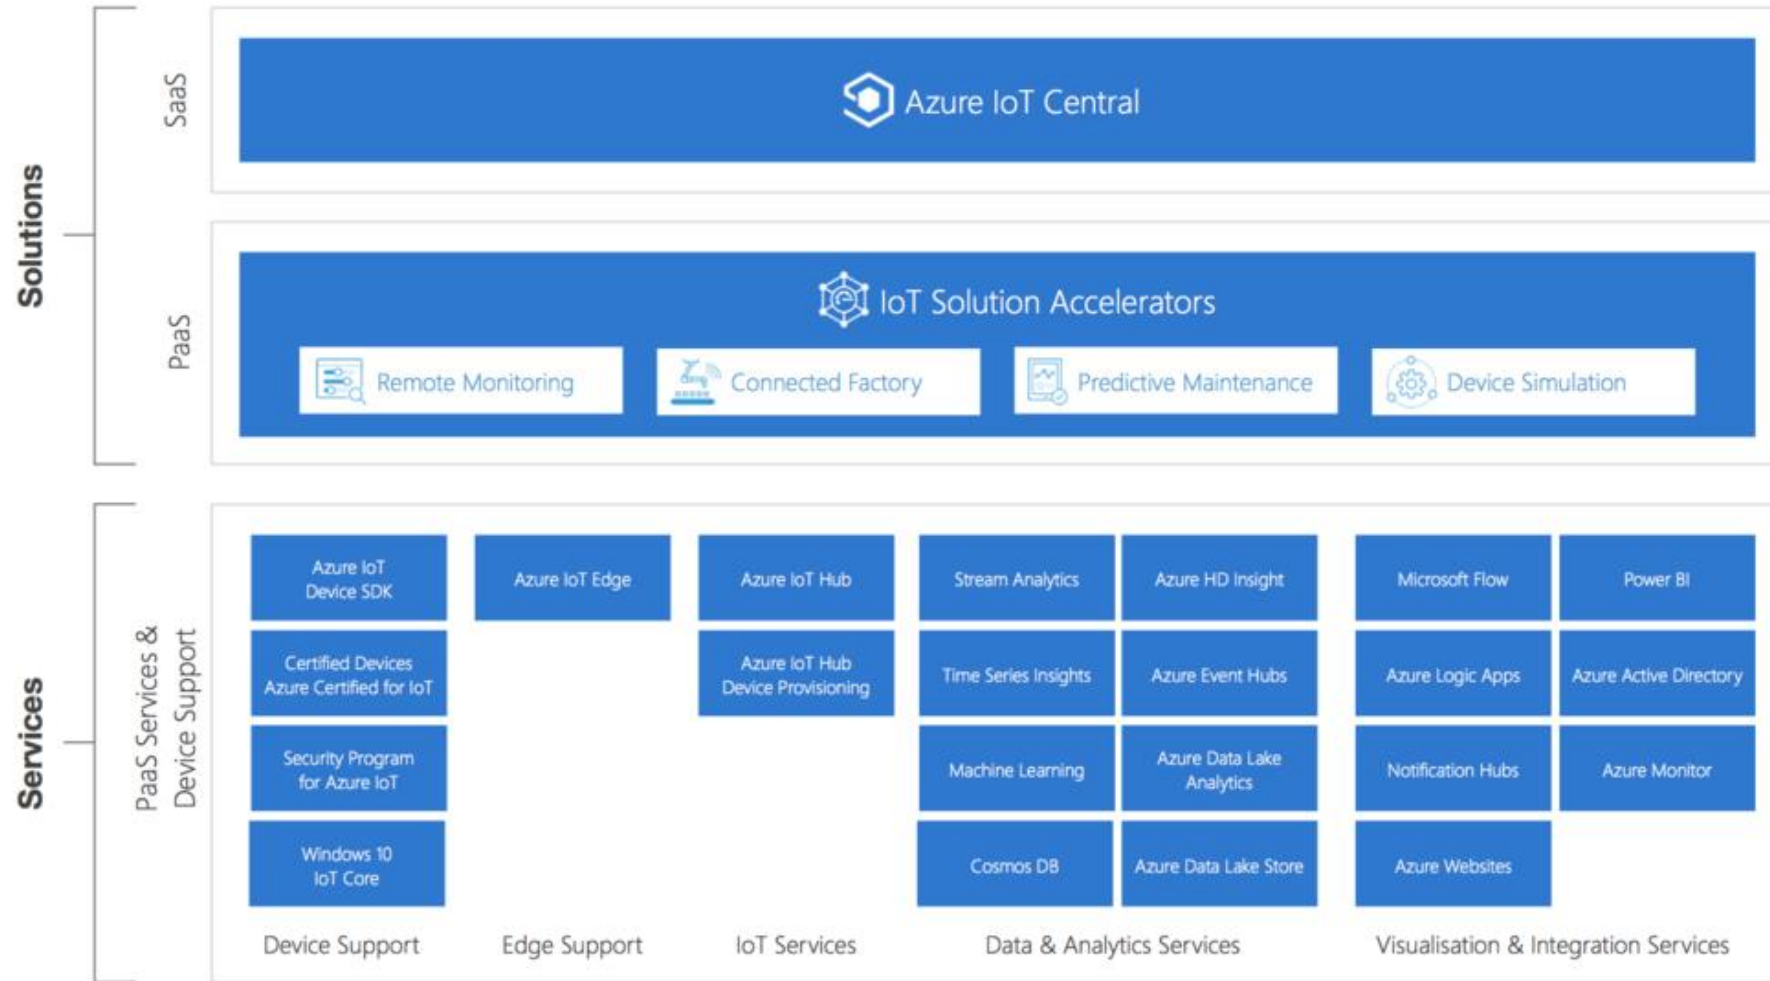 Solutions
SaaS
Azure IoT Central
PaaS
IoT Solution Accelerators
Remote Monitoring
Connected Factory
Predictive Maintenance
Device Simulation
Services
PaaS Services &
Device Support
Azure IoT
Device SDK
Certified Devices
Azure Certified for IoT
Security Program
for Azure IoT
Windows 10
IoT Core
Device Support
Azure IoT Edge
Edge Support
Azure IoT Hub
Azure IoT Hub
Device Provisioning
IoT Services
Stream Analytics
Azure HD Insight
Time Series Insights
Azure Event Hubs
Machine Learning
Azure Data Lake
Analytics
Cosmos DB
Azure Data Lake Store
Data & Analytics Services
Microsoft Flow
Power BI
Azure Logic Apps
Azure Active Directory
Notification Hubs
Azure Monitor
Azure Websites
Visualisation & Integration Services